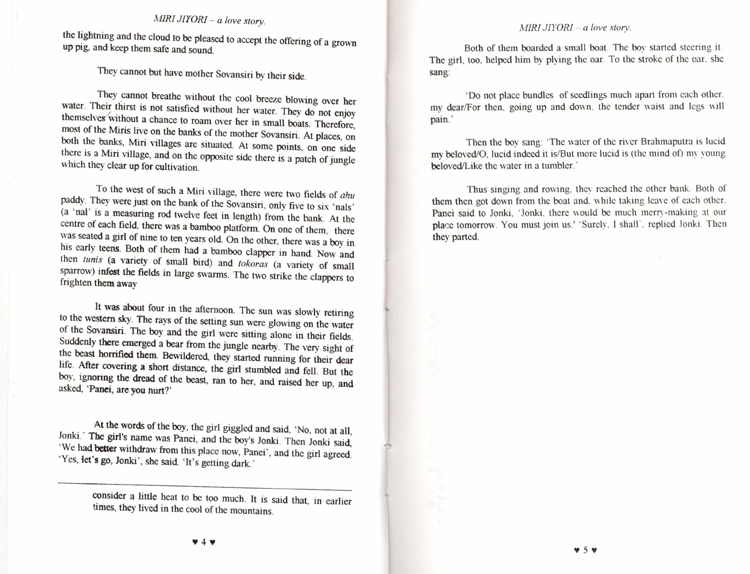 MIRI JIYORI – a love story.
the lightning and the cloud to be pleased to accept the offering of a grown
up pig, and keep them safe and sound.
They cannot but have mother Sovansiri by their side.
They cannot breathe without the cool breeze blowing over her
water. Their thirst is not satisfied without her water. They do not enjoy
themselves without a chance to roam over her in small boats. Therefore,
most of the Miris live on the banks of the mother Sovansiri. At places, on
both the banks, Miri villages are situated. At some points, on one side
there is a Miri village, and on the opposite side there is a patch of jungle
which they clear up for cultivation.
To the west of such a Miri village, there were two fields of ahu
paddy. They were just on the bank of the Sovansiri, only five to six 'nals'
(a 'nal' is a measuring rod twelve feet in length) from the bank. At the
centre of each field, there was a bamboo platform. On one of them, there
was seated a girl of nine to ten years old. On the other, there was a boy in
his early teens. Both of them had a bamboo clapper in hand. Now and
then tunis (a variety of small bird) and tokoras (a variety of small
sparrow) infest the fields in large swarms. The two strike the clappers to
frighten them away
It was about four in the afternoon. The sun was slowly retiring
to the western sky. The rays of the setting sun were glowing on the water
of the Sovansiri. The boy and the girl were sitting alone in their fields.
Suddenly there emerged a bear from the jungle nearby. The very sight of
the beast horrified them. Bewildered, they started running for their dear
life. After covering a short distance, the girl stumbled and fell. But the
boy, ignoring the dread of the beast, ran to her, and raised her up, and
asked, 'Panei, are you hurt?'
At the words of the boy, the girl giggled and said, 'No, not at all,
Jonki.' The girl's name was Panei, and the boy's Jonki. Then Jonki said,
'We had better withdraw from this place now, Panei', and the girl agreed.
'Yes, let's go, Jonki', she said. 'It's getting dark.'
consider a little heat to be too much. It is said that, in earlier
times, they lived in the cool of the mountains.
♥ 4 ♥
MIRI JIYORI – a love story.
Both of them boarded a small boat. The boy started steering it.
The girl, too, helped him by plying the oar. To the stroke of the oar, she
sang:
'Do not place bundles of seedlings much apart from each other,
my dear/For then, going up and down, the tender waist and legs will
pain.'
Then the boy sang: 'The water of the river Brahmaputra is lucid
my beloved/O, lucid indeed it is/But more lucid is (the mind of) my young
beloved/Like the water in a tumbler.'
Thus singing and rowing, they reached the other bank. Both of
them then got down from the boat and, while taking leave of each other,
Panei said to Jonki, 'Jonki, there would be much merry-making at our
place tomorrow. You must join us.' 'Surely, I shall', replied Jonki. Then
they parted.
♥ 5 ♥